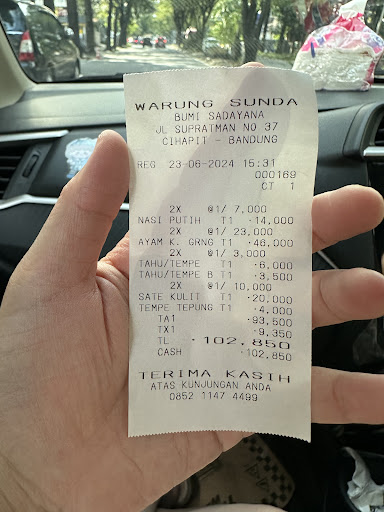 WARUNG SUNDA
BUMI SADAYANA
JL SUPRATMAN NO 37
CIHAPIT - BANDUNG
REG 23-06-2024 15:31
000169
CT 1
2X @1/ 7,000
NASI PUTIH T1 ·14,000
2X @1/ 23,000
AYAM K. GRNG T1 ·46,000
2X @1/ 3,000
TAHU/TEMPE T1 ·6,000
TAHU/TEMPE B T1 ·3,500
2X @1/ 10,000
SATE KULIT T1 ·20,000
TEMPE TEPUNG T1 ·4,000
TA1 ·93,500
TX1 ·9,350
TL ·102,850
CASH ·102,850
TERIMA KASIH
ATAS KUNJUNGAN ANDA
0852 1147 4499